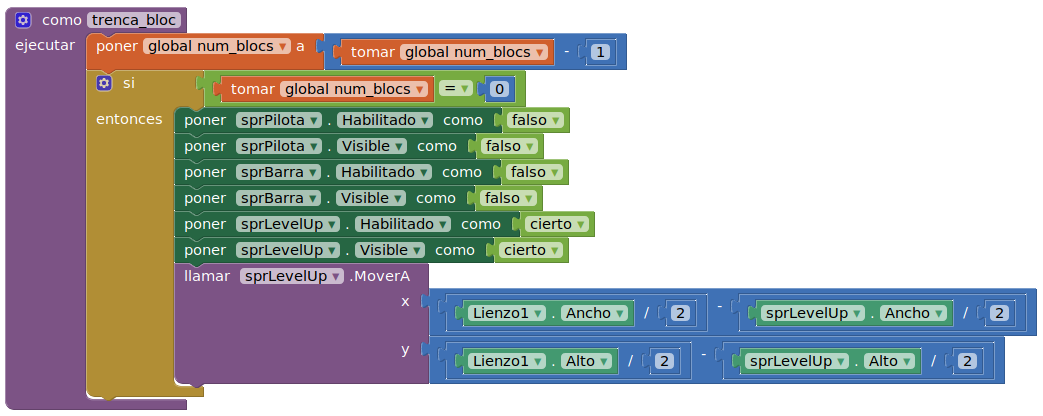 como trenca_bloc
ejecutar poner global num_blocs a tomar global num_blocs - 1
si tomar global num_blocs = 0
entonces poner sprPilota . Habilitado como falso
poner sprPilota . Visible como falso
poner sprBarra . Habilitado como falso
poner sprBarra . Visible como falso
poner sprLevelUp . Habilitado como cierto
poner sprLevelUp . Visible como cierto
llamar sprLevelUp .MoverA
x Lienzo1 . Ancho / 2 - sprLevelUp . Ancho / 2
y Lienzo1 . Alto / 2 - sprLevelUp . Alto / 2